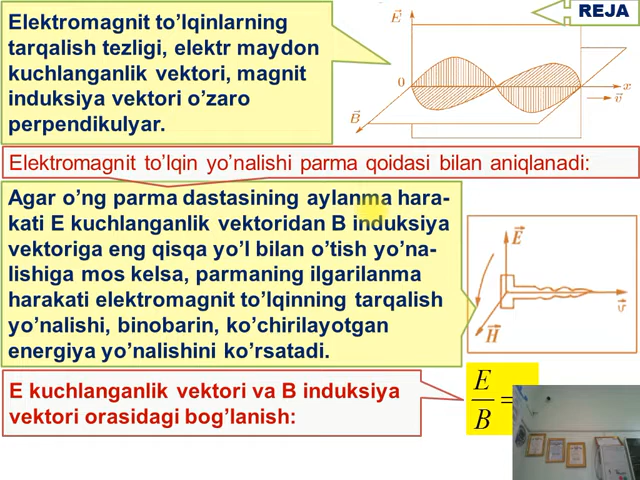 REJA
Elektromagnit to’lqinlarning
tarqalish tezligi, elektr maydon
kuchlanganlik vektori, magnit
induksiya vektori o’zaro
perpendikulyar.
E
0
x
v
B
Elektromagnit to’lqin yo’nalishi parma qoidasi bilan aniqlanadi:
Agar o’ng parma dastasining aylanma hara-
kati E kuchlanganlik vektoridan B induksiya
vektoriga eng qisqa yo’l bilan o’tish yo’na-
lishiga mos kelsa, parmaning ilgarilanma
harakati elektromagnit to’lqinning tarqalish
yo’nalishi, binobarin, ko’chirilayotgan
energiya yo’nalishini ko’rsatadi.
E
H
E kuchlanganlik vektori va B induksiya
vektori orasidagi bog’lanish:
E
B
=